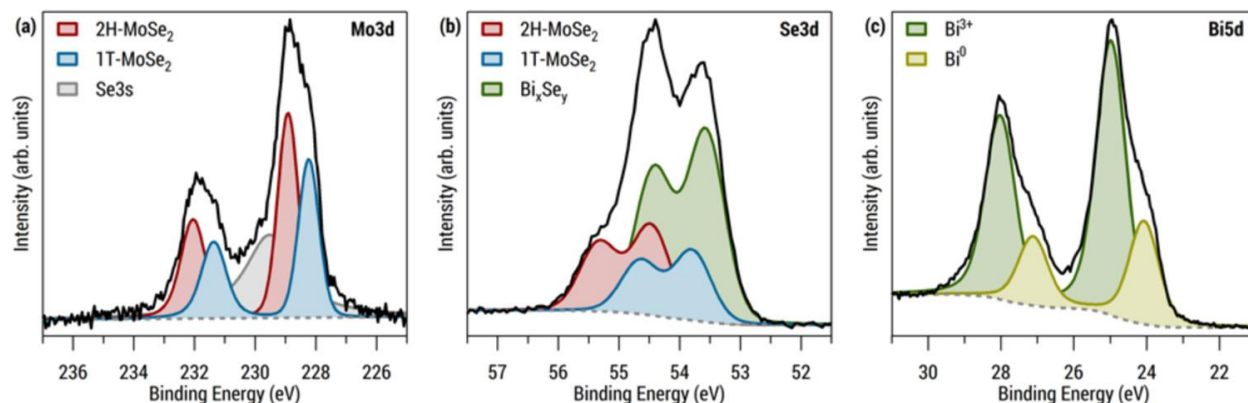 (a)
Mo3d
2H-MoSe₂
1T-MoSe₂
Se3s
Intensity (arb. units)
236 234 232 230 228 226
Binding Energy (eV)
(b)
Se3d
2H-MoSe₂
1T-MoSe₂
BiₓSeᵧ
Intensity (arb. units)
57 56 55 54 53 52
Binding Energy (eV)
(c)
Bi5d
Bi³⁺
Bi⁰
Intensity (arb. units)
30 28 26 24 22
Binding Energy (eV)